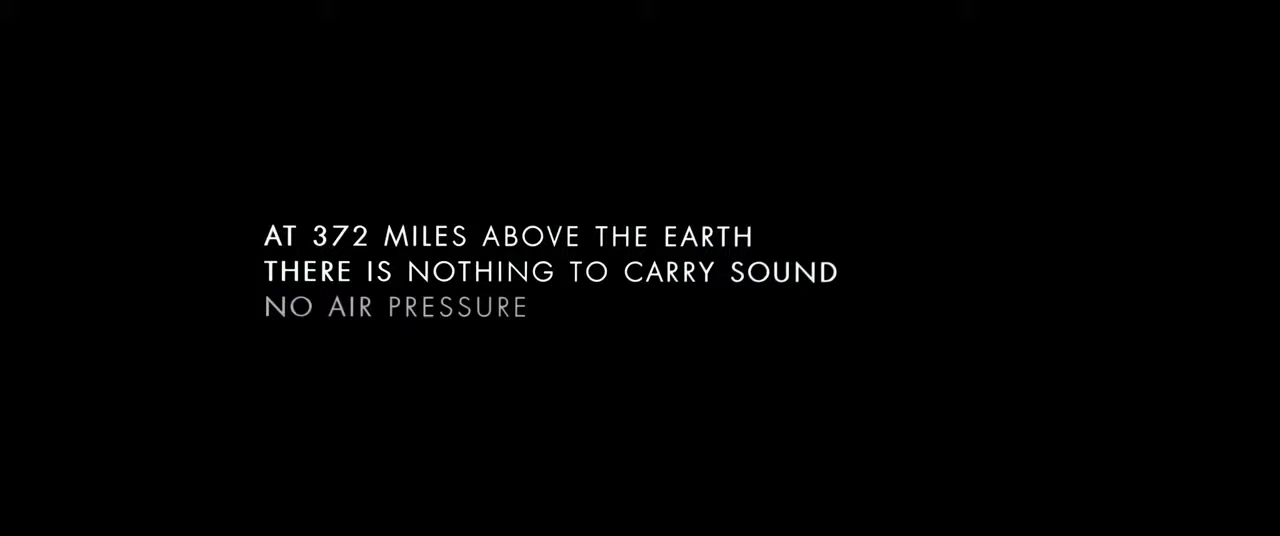 AT 372 MILES ABOVE THE EARTH
THERE IS NOTHING TO CARRY SOUND
NO AIR PRESSURE